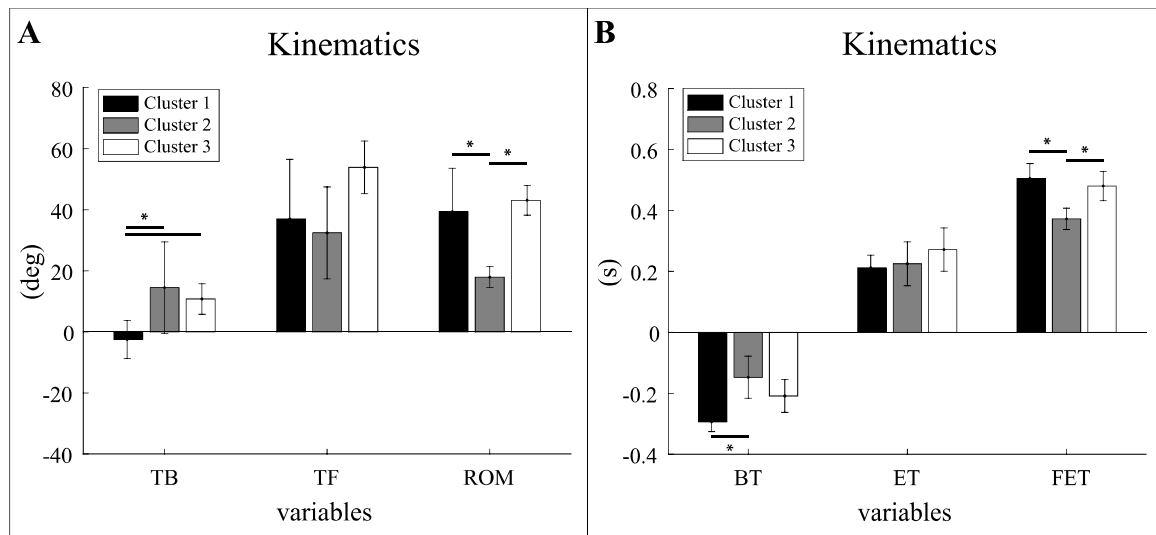 A
Kinematics
80
60
40
20
0
-20
-40
(deg)
Cluster 1
Cluster 2
Cluster 3
*
*
*
TB
TF
ROM
variables
B
Kinematics
0.8
0.6
0.4
0.2
0
-0.2
-0.4
(s)
Cluster 1
Cluster 2
Cluster 3
*
*
*
BT
ET
FET
variables